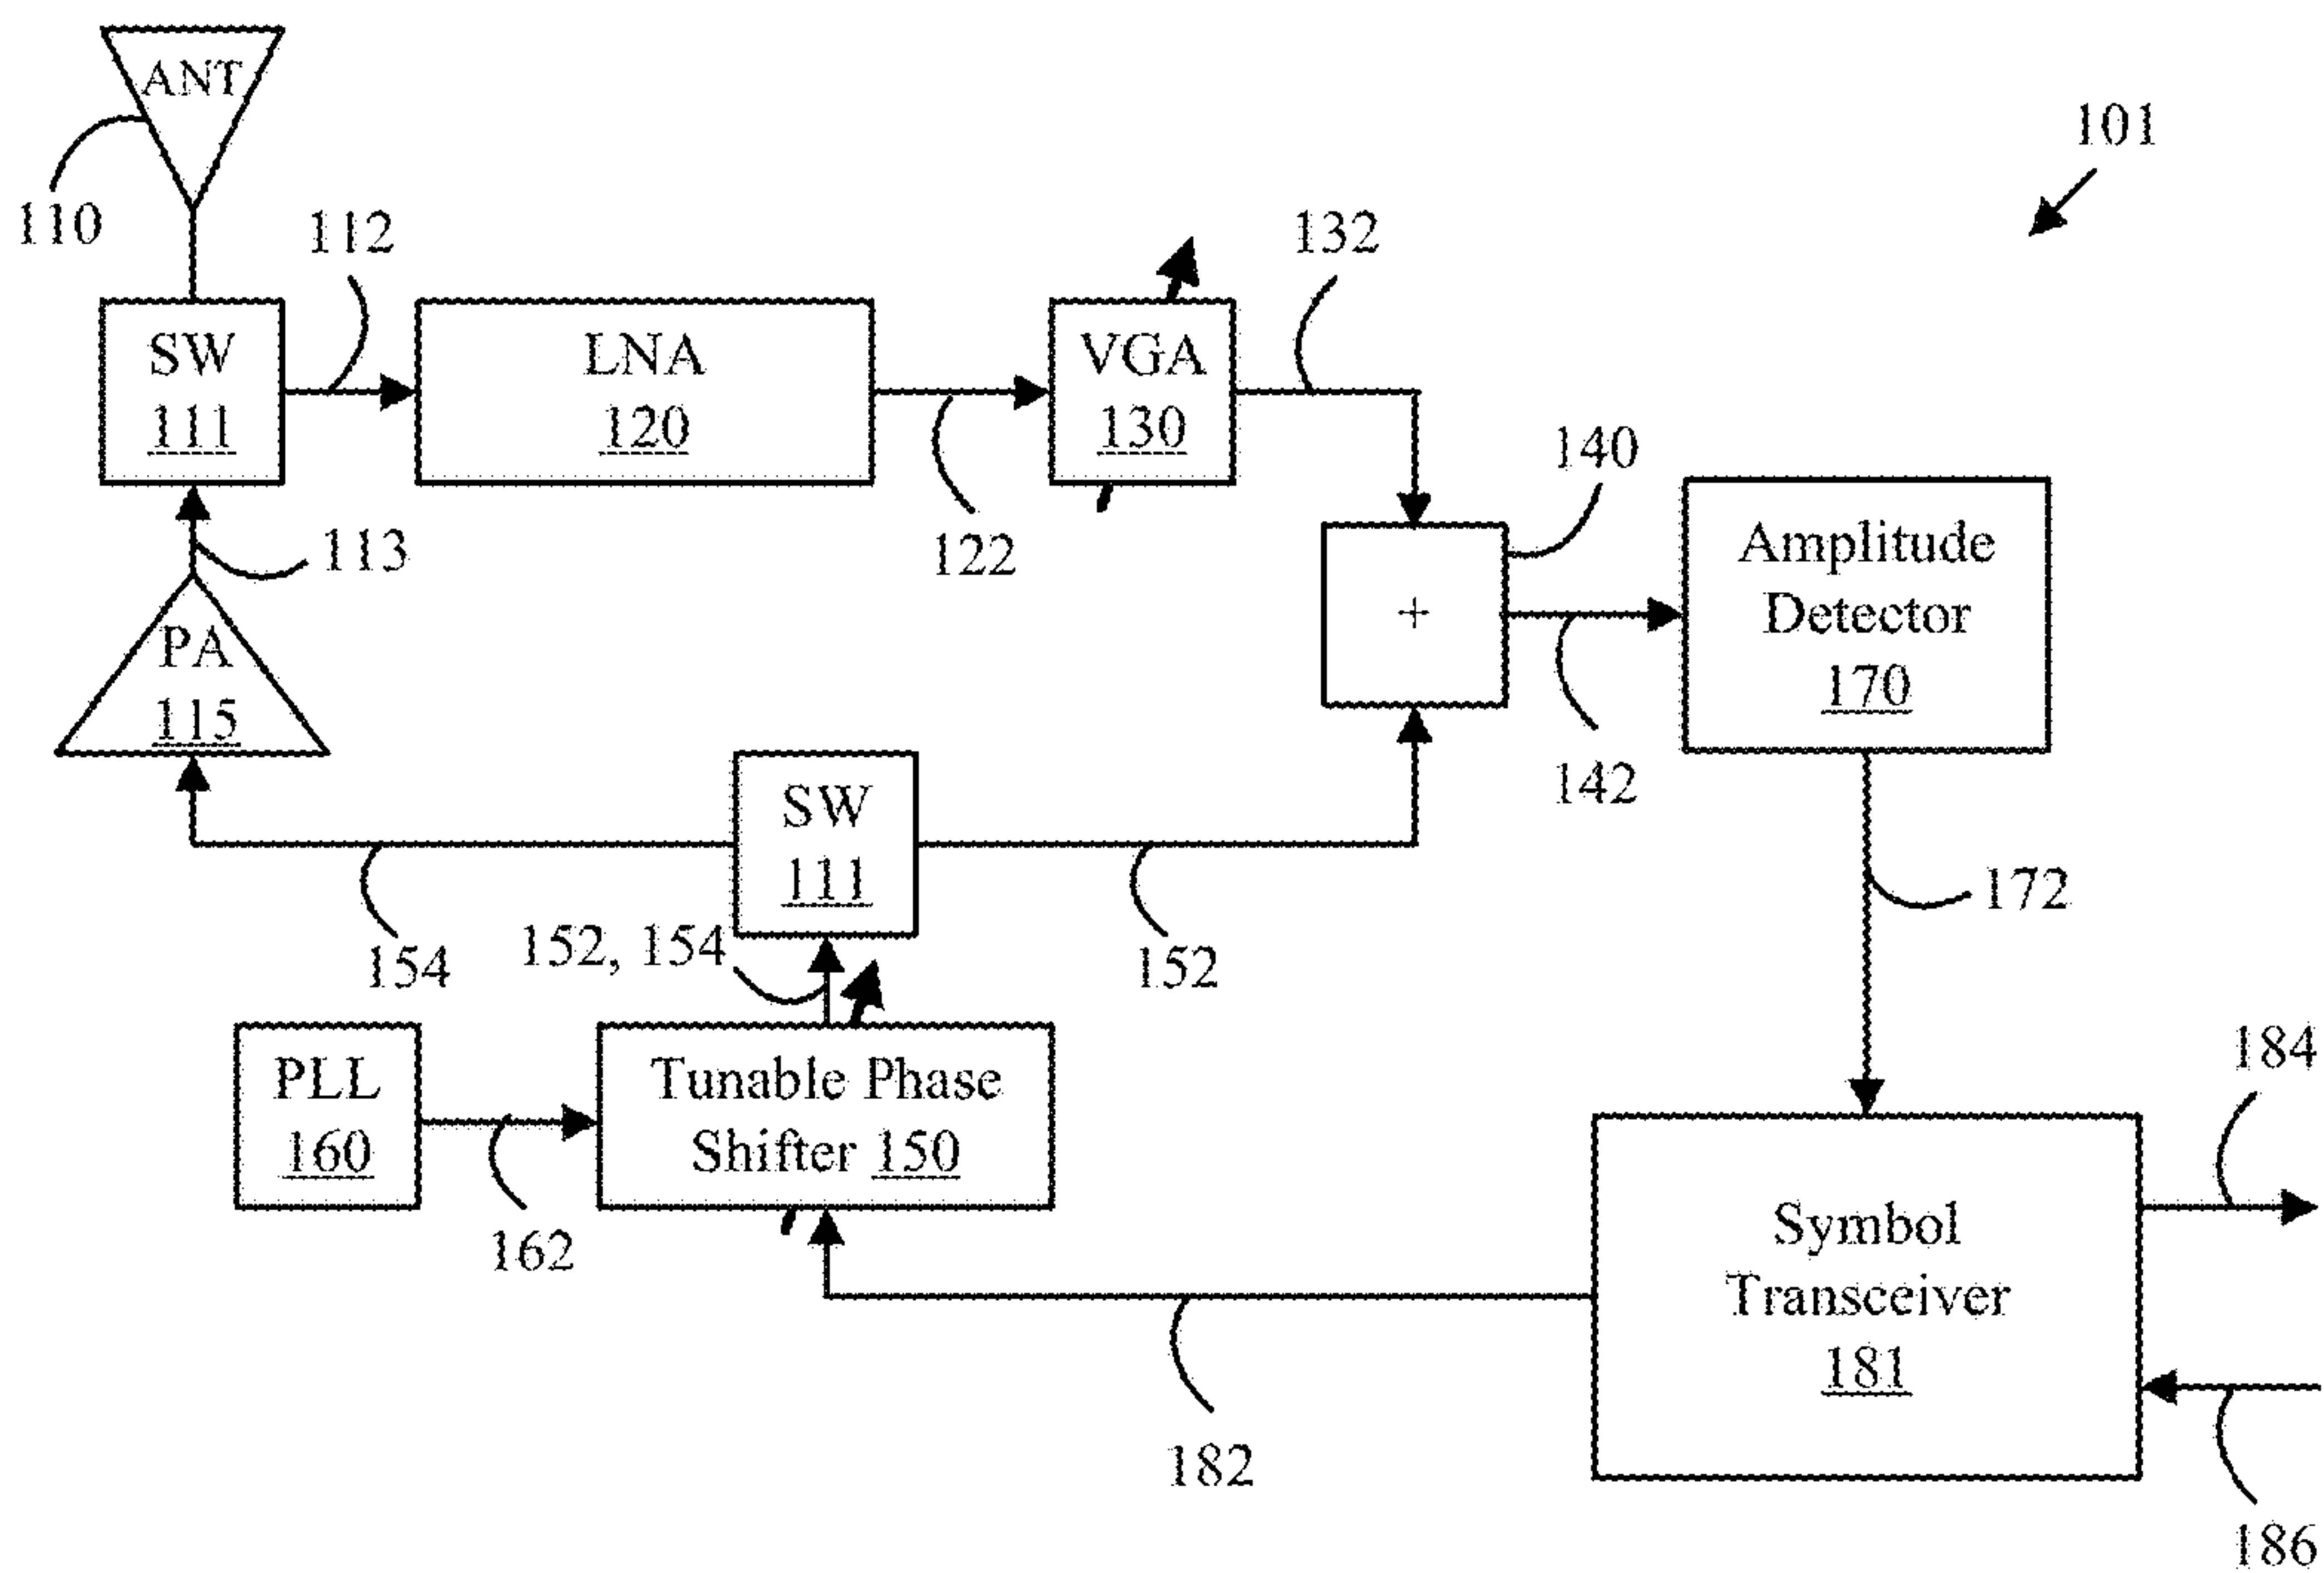 ANT
101
110
112
132
SW
111
LNA
120
VGA
130
140
113
122
+
Amplitude
Detector
170
PA
115
142
SW
111
172
154
152, 154
152
184
PLL
160
Tunable Phase
Shifter 150
162
Symbol
Transceiver
181
182
186